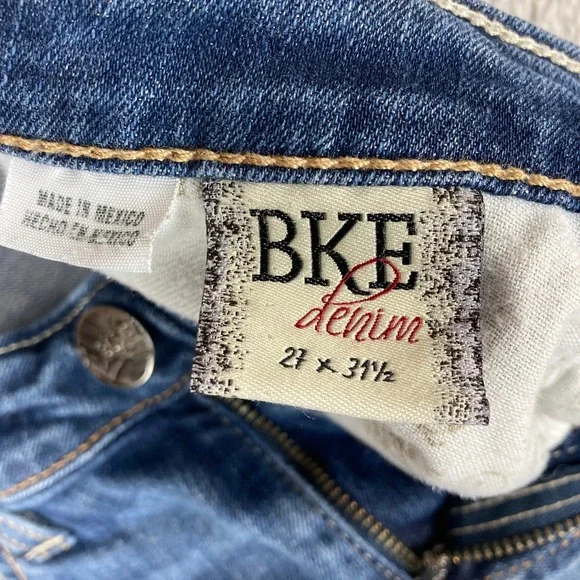 MADE IN MEXICO
HECHO EN MEXICO
BKE
denim
27 x 31½